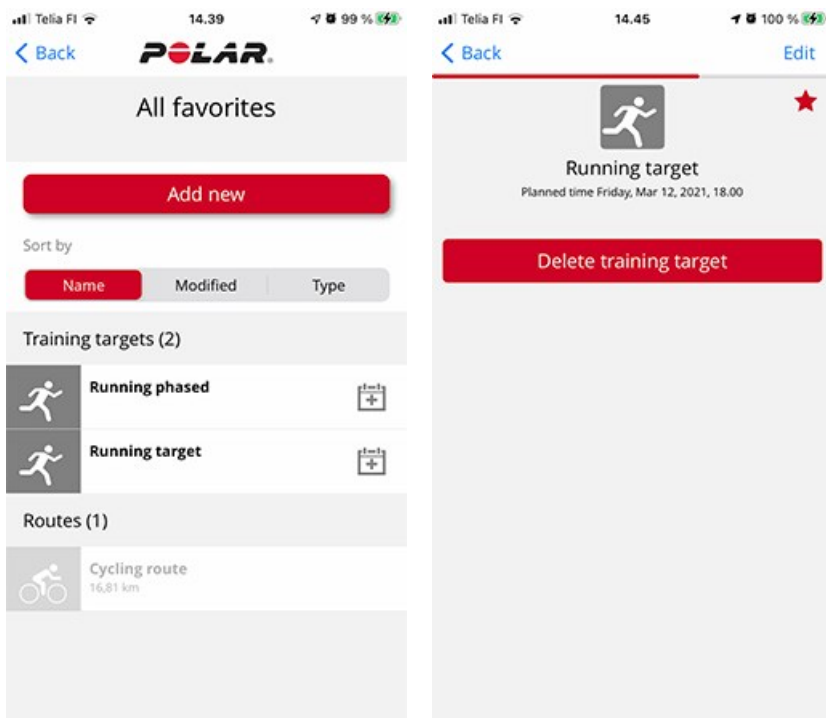 Telia FI 14.39 99 %
Back POLAR.
All favorites
Add new
Sort by
Name Modified Type
Training targets (2)
Running phased
Running target
Routes (1)
Cycling route
16,81 km
Telia FI 14.45 100 %
Back Edit
Running target
Planned time Friday, Mar 12, 2021, 18.00
Delete training target